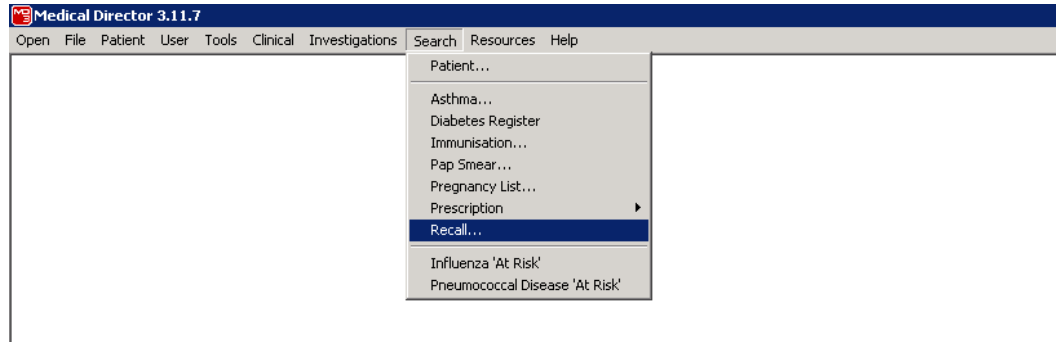 Medical Director 3.11.7
Open File Patient User Tools Clinical Investigations Search Resources Help
Patient...
Asthma...
Diabetes Register
Immunisation...
Pap Smear...
Pregnancy List...
Prescription
Recall...
Influenza 'At Risk'
Pneumococcal Disease 'At Risk'